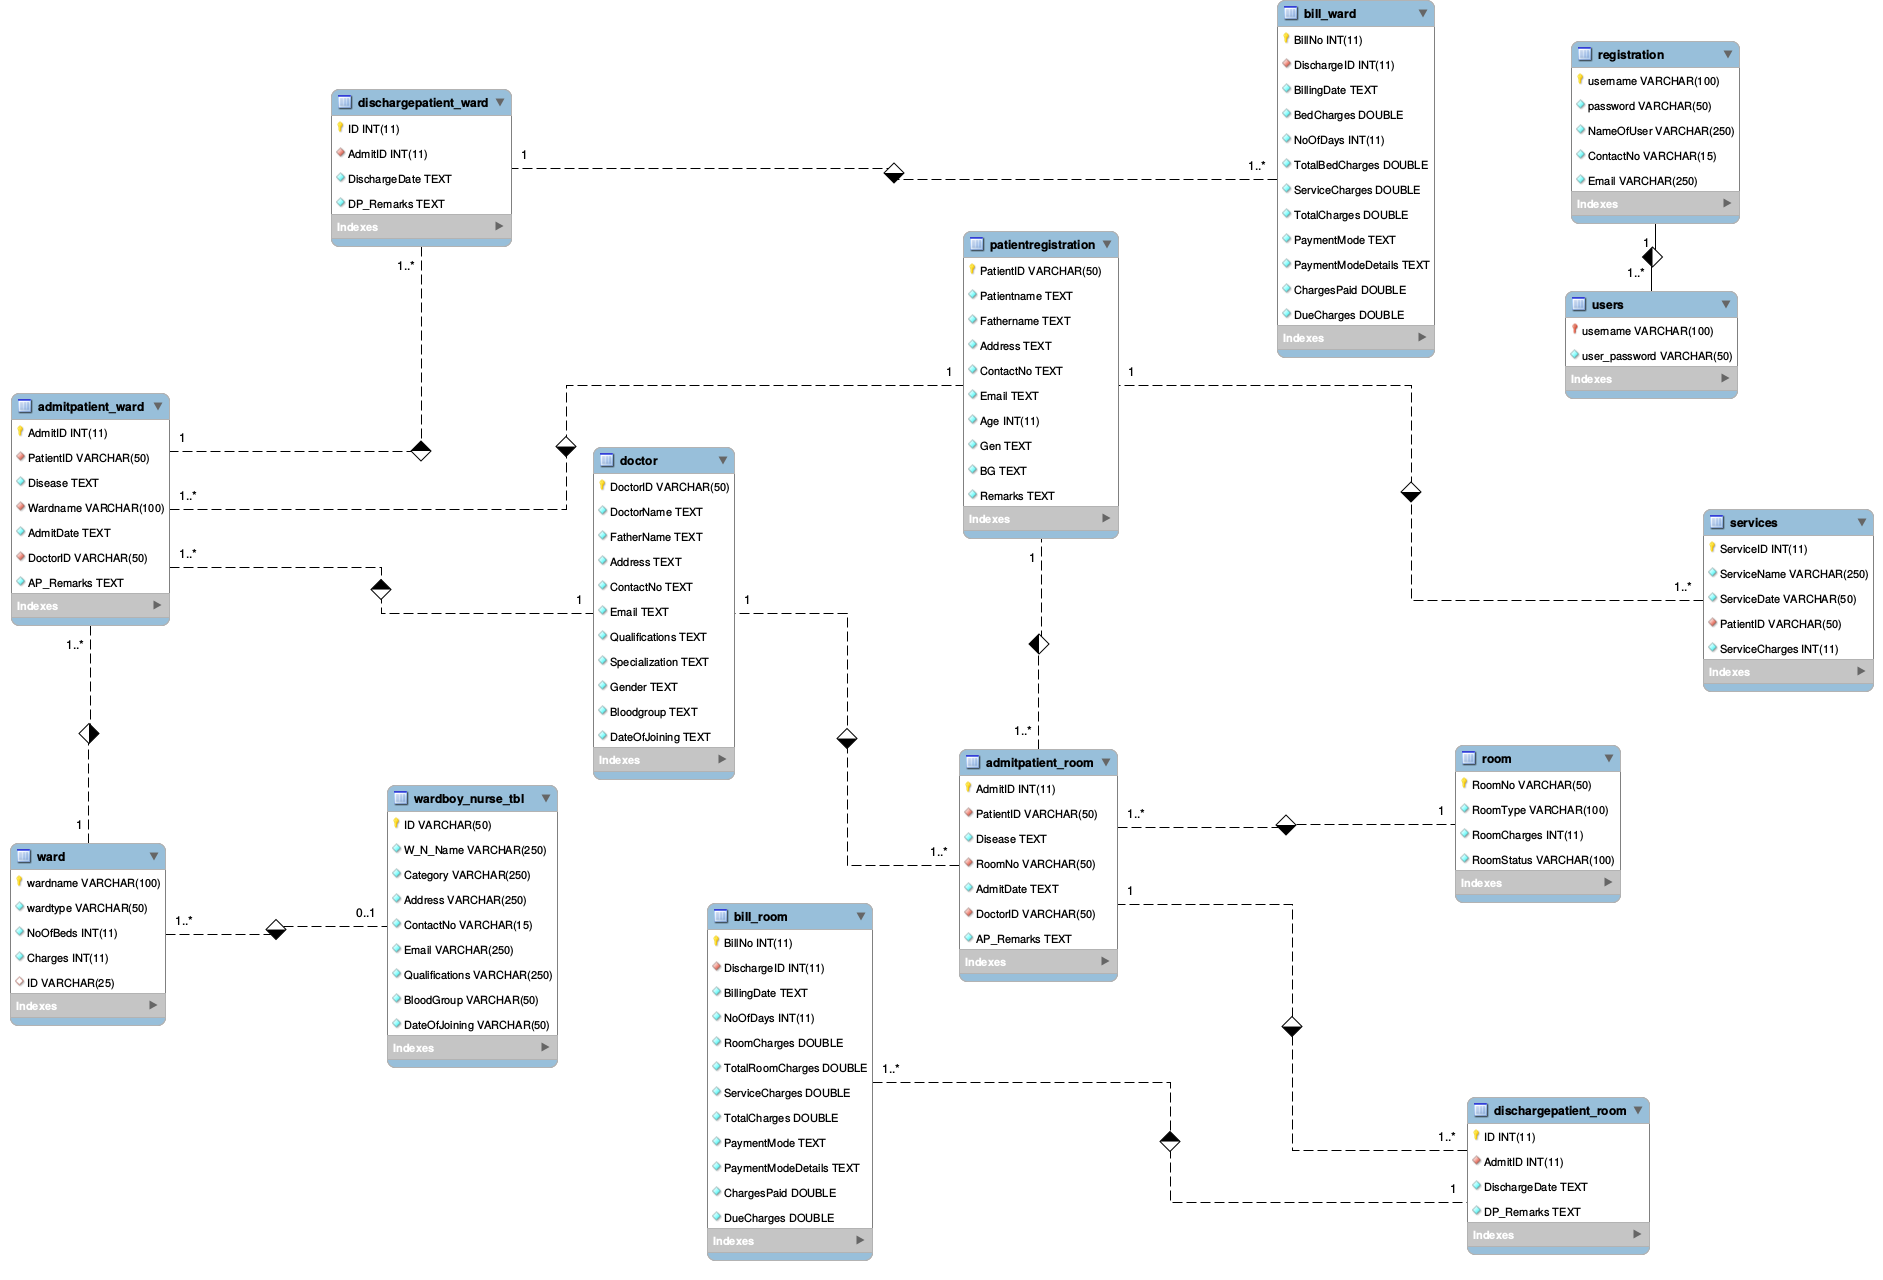 bill_ward
BillNo INT(11)
DischargeID INT(11)
BillingDate TEXT
BedCharges DOUBLE
NoOfDays INT(11)
TotalBedCharges DOUBLE
ServiceCharges DOUBLE
TotalCharges DOUBLE
PaymentMode TEXT
PaymentModeDetails TEXT
ChargesPaid DOUBLE
DueCharges DOUBLE
Indexes
registration
username VARCHAR(100)
password VARCHAR(50)
NameOfUser VARCHAR(250)
ContactNo VARCHAR(15)
Email VARCHAR(250)
Indexes
1
1..*
users
username VARCHAR(100)
user_password VARCHAR(50)
Indexes
dischargepatient_ward
ID INT(11)
AdmitID INT(11)
DischargeDate TEXT
DP_Remarks TEXT
Indexes
1
1..*
1..*
patientregistration
PatientID VARCHAR(50)
Patientname TEXT
Fathername TEXT
Address TEXT
ContactNo TEXT
Email TEXT
Age INT(11)
Gen TEXT
BG TEXT
Remarks TEXT
Indexes
1
1
1
1..*
admitpatient_ward
AdmitID INT(11)
PatientID VARCHAR(50)
Disease TEXT
Wardname VARCHAR(100)
AdmitDate TEXT
DoctorID VARCHAR(50)
AP_Remarks TEXT
Indexes
1
1..*
1..*
1..*
1
doctor
DoctorID VARCHAR(50)
DoctorName TEXT
FatherName TEXT
Address TEXT
ContactNo TEXT
Email TEXT
Qualifications TEXT
Specialization TEXT
Gender TEXT
Bloodgroup TEXT
DateOfJoining TEXT
Indexes
1
1
1..*
services
ServiceID INT(11)
ServiceName VARCHAR(250)
ServiceDate VARCHAR(50)
PatientID VARCHAR(50)
ServiceCharges INT(11)
Indexes
1..*
admitpatient_room
AdmitID INT(11)
PatientID VARCHAR(50)
Disease TEXT
RoomNo VARCHAR(50)
AdmitDate TEXT
DoctorID VARCHAR(50)
AP_Remarks TEXT
Indexes
1..*
1
1
room
RoomNo VARCHAR(50)
RoomType VARCHAR(100)
RoomCharges INT(11)
RoomStatus VARCHAR(100)
Indexes
ward
wardname VARCHAR(100)
wardtype VARCHAR(50)
NoOfBeds INT(11)
Charges INT(11)
ID VARCHAR(25)
Indexes
1..*
0..1
wardboy_nurse_tbl
ID VARCHAR(50)
W_N_Name VARCHAR(250)
Category VARCHAR(250)
Address VARCHAR(250)
ContactNo VARCHAR(15)
Email VARCHAR(250)
Qualifications VARCHAR(250)
BloodGroup VARCHAR(50)
DateOfJoining VARCHAR(50)
Indexes
bill_room
BillNo INT(11)
DischargeID INT(11)
BillingDate TEXT
NoOfDays INT(11)
RoomCharges DOUBLE
TotalRoomCharges DOUBLE
ServiceCharges DOUBLE
TotalCharges DOUBLE
PaymentMode TEXT
PaymentModeDetails TEXT
ChargesPaid DOUBLE
DueCharges DOUBLE
Indexes
1..*
1..*
1
dischargepatient_room
ID INT(11)
AdmitID INT(11)
DischargeDate TEXT
DP_Remarks TEXT
Indexes